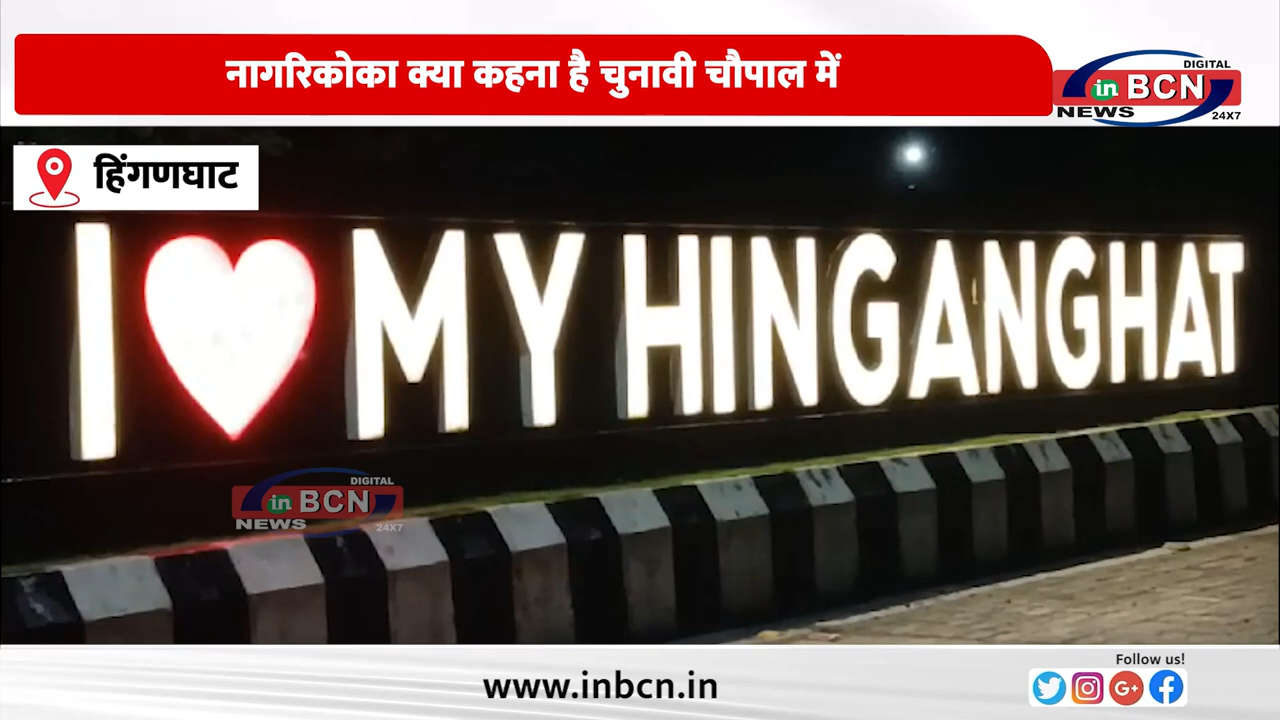 नागरिकोका क्या कहना है चुनावी चौपाल में
DIGITAL
in BCN
NEWS 24X7
हिंगणघाट
I MY HINGANGHAT
DIGITAL
in BCN
NEWS 24X7
www.inbcn.in
Follow us!